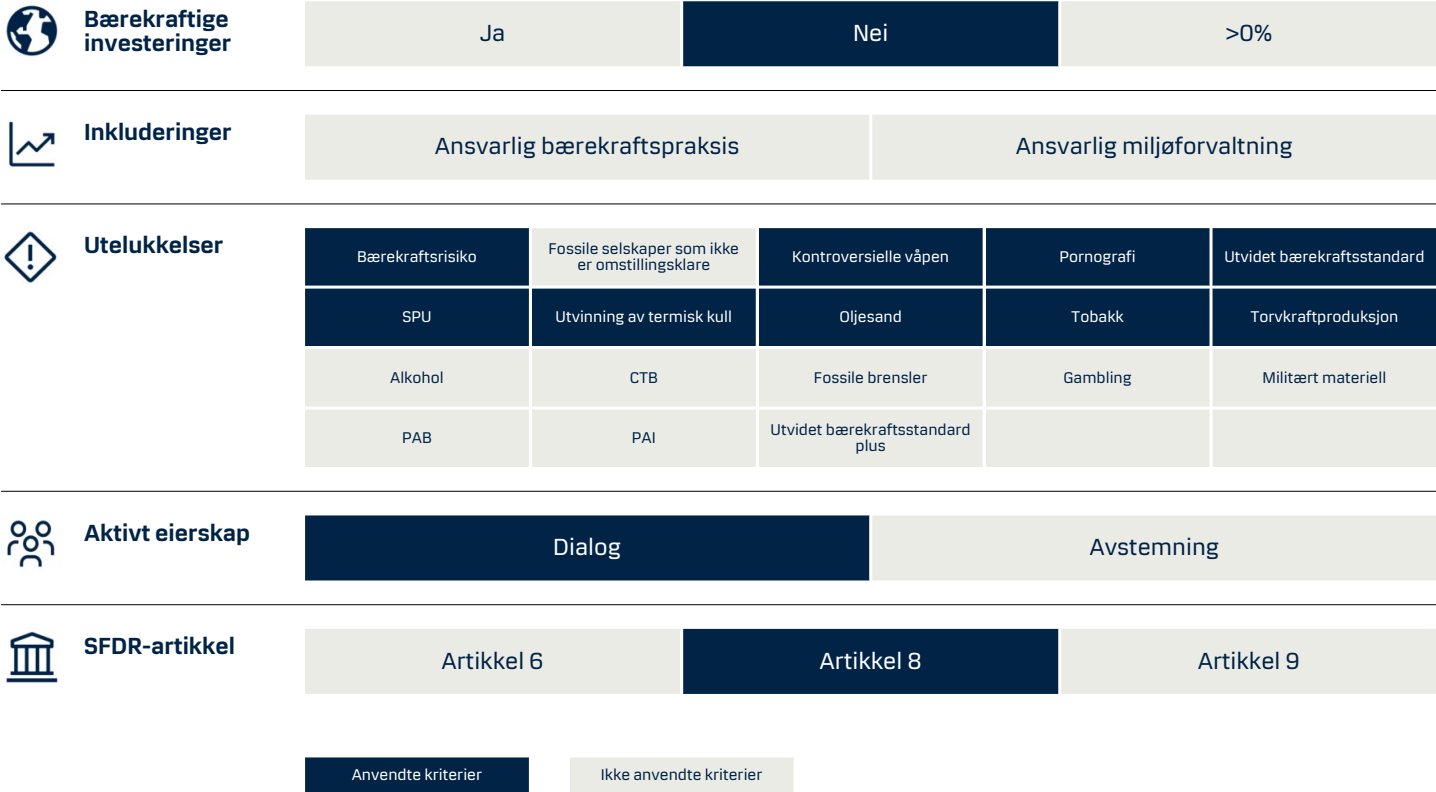 Bærekraftige
investeringer
Ja
Nei
>0%
Inkluderinger
Ansvarlig bærekraftspraksis
Ansvarlig miljøforvaltning
Utelukkelser
Bærekraftsrisiko
Fossile selskaper som ikke
er omstillingsklare
Kontroversielle våpen
Pornografi
Utvidet bærekraftsstandard
SPU
Utvinning av termisk kull
Oljesand
Tobakk
Torvkraftproduksjon
Alkohol
CTB
Fossile brensler
Gambling
Militært materiell
PAB
PAI
Utvidet bærekraftsstandard
plus
Aktivt eierskap
Dialog
Avstemning
SFDR-artikkel
Artikkel 6
Artikkel 8
Artikkel 9
Anvendte kriterier
Ikke anvendte kriterier